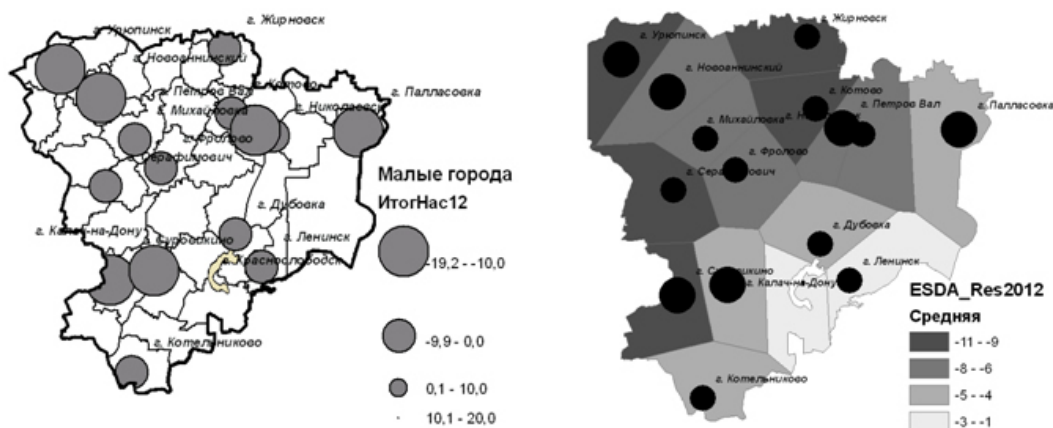 г. Жирновск
г. Урюпинск
г. Новоаннинский
г. Петров Вал
г. Котово
г. Палласовка
г. Михайловка
г. Николаевск
г. Фролово
г. Серафимович
Малые города
ИтогНас12
г. Дубовка
г. Калач-на-Дону
г. Суровикино
г. Ленинск
г. Краснослободск
-19,2 - -10,0
-9,9 - 0,0
г. Котельниково
0,1 - 10,0
10,1 - 20,0
г. Жирновск
г. Урюпинск
г. Новоаннинский
г. Котово
г. Петров Вал
г. Палласовка
г. Михайловка
г. Фролово
г. Серафимович
г. Дубовка
г. Ленинск
г. Калач-на-Дону
ESDA_Res2012
Средняя
-11 - -9
-8 - -6
-5 - -4
-3 - -1
г. Котельниково